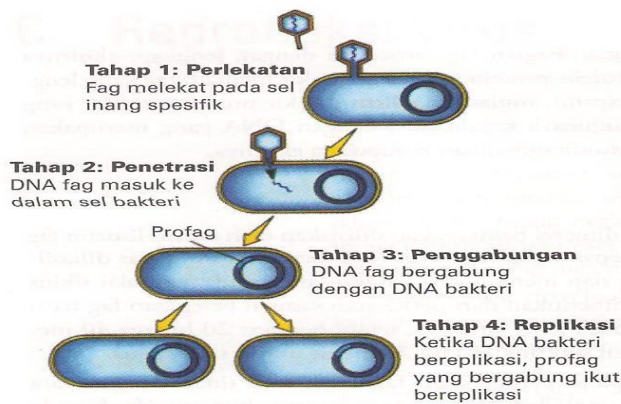 Tahap 1: Perlekatan
Fag melekat pada sel
inang spesifik
Tahap 2: Penetrasi
DNA fag masuk ke
dalam sel bakteri
Profag
Tahap 3: Penggabungan
DNA fag bergabung
dengan DNA bakteri
Tahap 4: Replikasi
Ketika DNA bakteri
bereplikasi, profag
yang bergabung ikut
bereplikasi